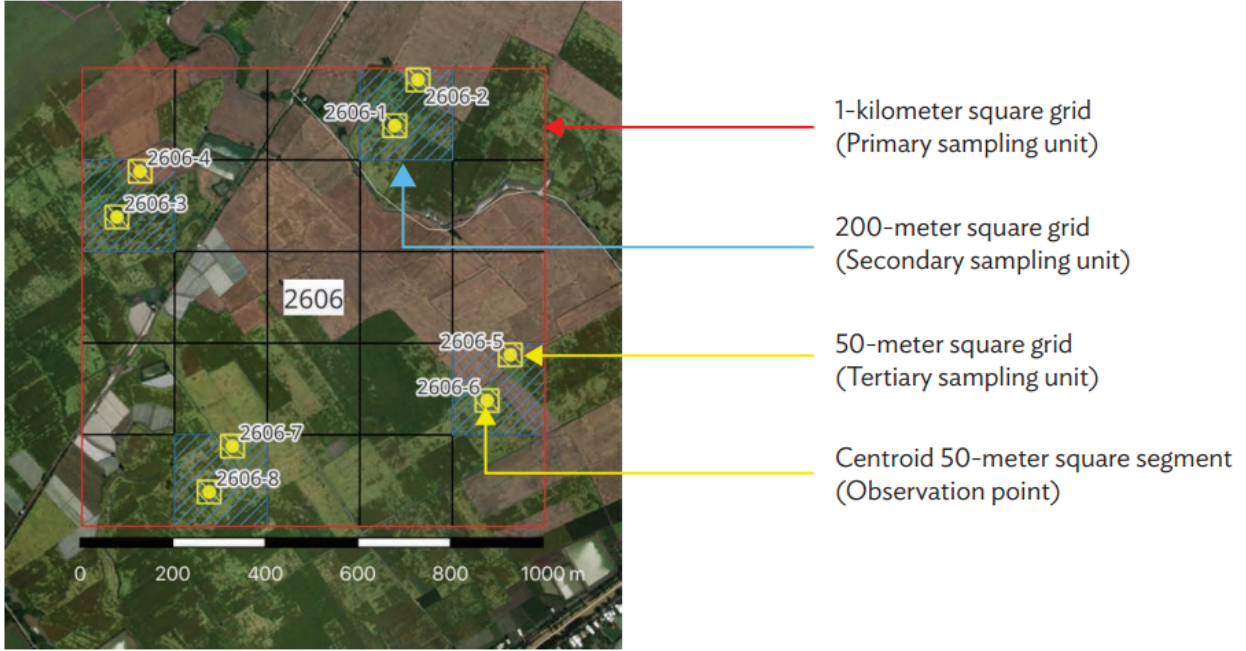 2606-2
2606-1
2606-4
2606-3
2606
2606-5
2606-6
2606-7
2606-8
0 200 400 600 800 1000 m
1-kilometer square grid
(Primary sampling unit)
200-meter square grid
(Secondary sampling unit)
50-meter square grid
(Tertiary sampling unit)
Centroid 50-meter square segment
(Observation point)